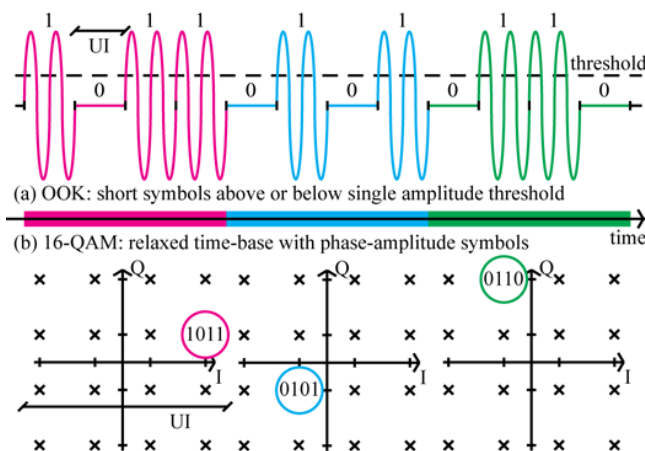 1 1 1 1 1 1 1
UI
threshold
0 0 0 0 0
(a) OOK: short symbols above or below single amplitude threshold
time
(b) 16-QAM: relaxed time-base with phase-amplitude symbols
Q Q Q
0110
1011
I I I
0101
UI